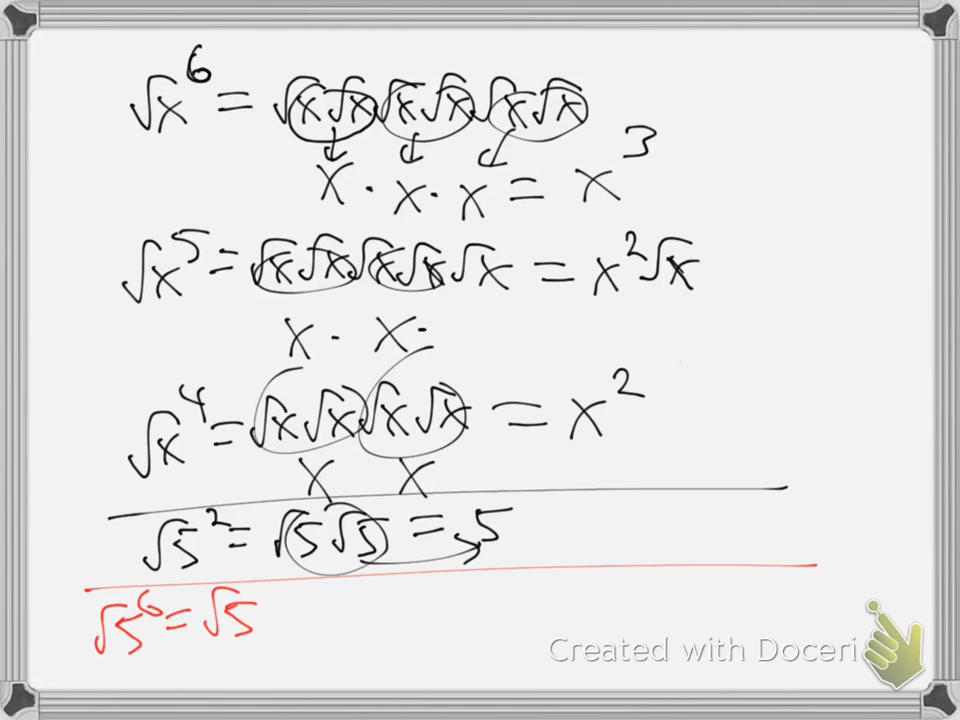 √x⁶ = √x √x √x √x √x √x
x · x · x = x³
√x⁵ = √x √x √x √x √x = x² √x
x · x ·
√x⁴ = √x √x √x √x = x²
x x
√5² = √5 √5 = 5
√5⁶ = √5
Created with Doceri